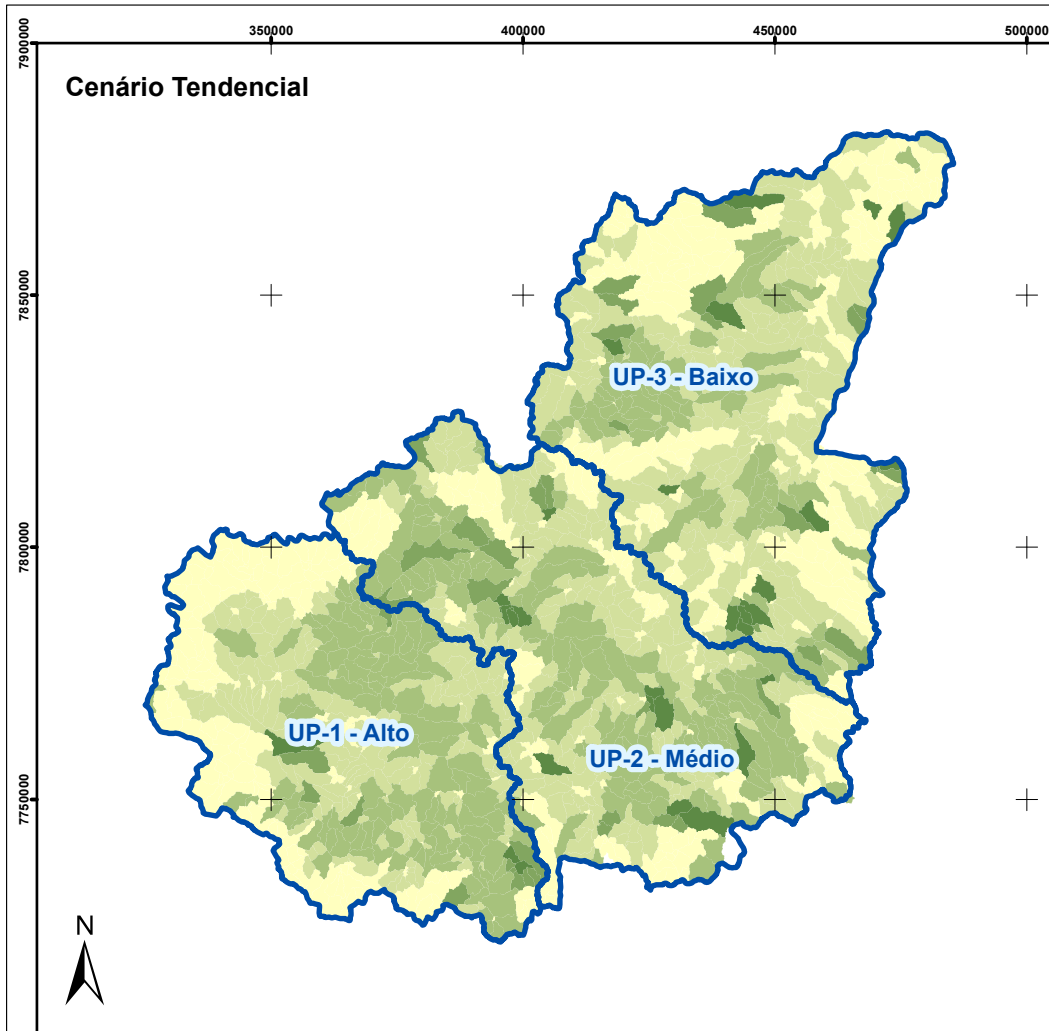 350000 400000 450000 500000
7900000
Cenário Tendencial
7850000
UP-3 - Baixo
7800000
UP-1 - Alto
UP-2 - Médio
7750000
N